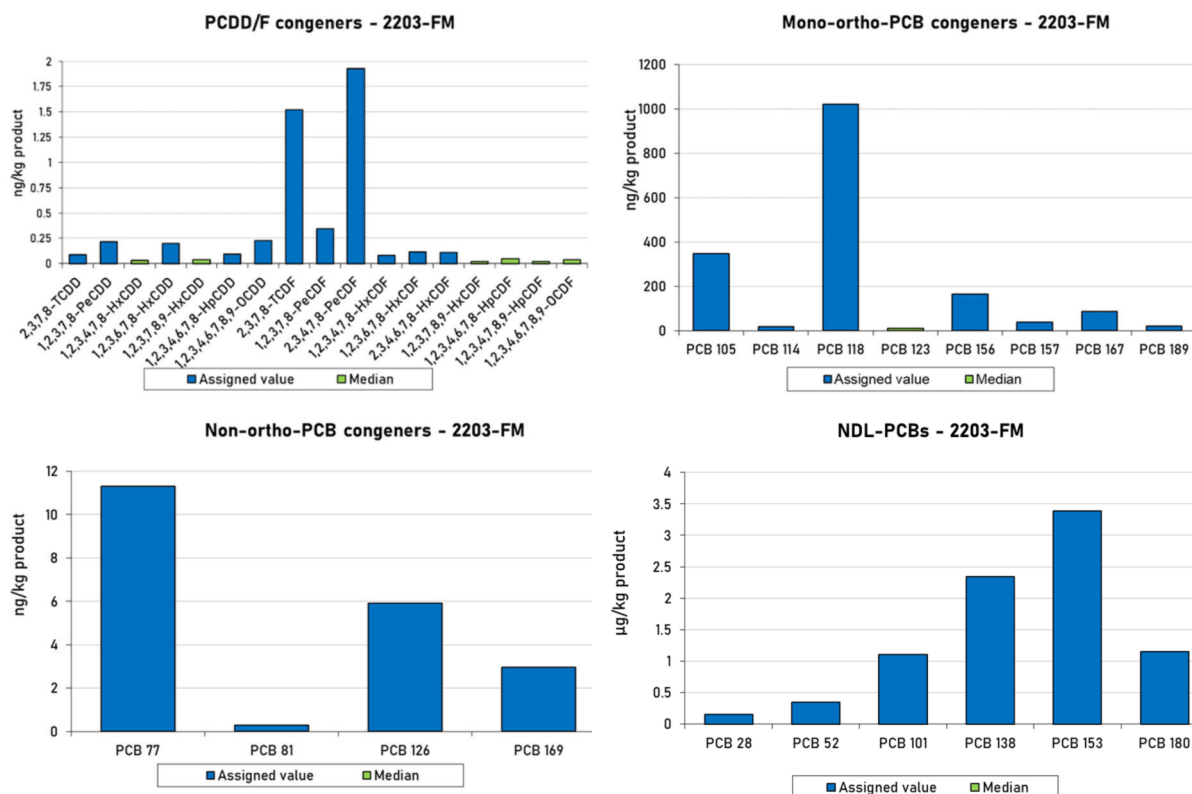 PCDD/F congeners - 2203-FM
ng/kg product
2
1.75
1.5
1.25
1
0.75
0.5
0.25
0
2,3,7,8-TCDD
1,2,3,7,8-PeCDD
1,2,3,4,7,8-HxCDD
1,2,3,6,7,8-HxCDD
1,2,3,7,8,9-HxCDD
1,2,3,4,6,7,8-HpCDD
1,2,3,4,6,7,8,9-OCDD
2,3,7,8-TCDF
1,2,3,7,8-PeCDF
2,3,4,7,8-PeCDF
1,2,3,4,7,8-HxCDF
1,2,3,6,7,8-HxCDF
2,3,4,6,7,8-HxCDF
1,2,3,7,8,9-HxCDF
1,2,3,4,6,7,8-HpCDF
1,2,3,4,7,8,9-HpCDF
1,2,3,4,6,7,8,9-OCDF
Assigned value Median
Mono-ortho-PCB congeners - 2203-FM
ng/kg product
1200
1000
800
600
400
200
0
PCB 105 PCB 114 PCB 118 PCB 123 PCB 156 PCB 157 PCB 167 PCB 189
Assigned value Median
Non-ortho-PCB congeners - 2203-FM
ng/kg product
12
10
8
6
4
2
0
PCB 77 PCB 81 PCB 126 PCB 169
Assigned value Median
NDL-PCBs - 2203-FM
µg/kg product
4
3.5
3
2.5
2
1.5
1
0.5
0
PCB 28 PCB 52 PCB 101 PCB 138 PCB 153 PCB 180
Assigned value Median